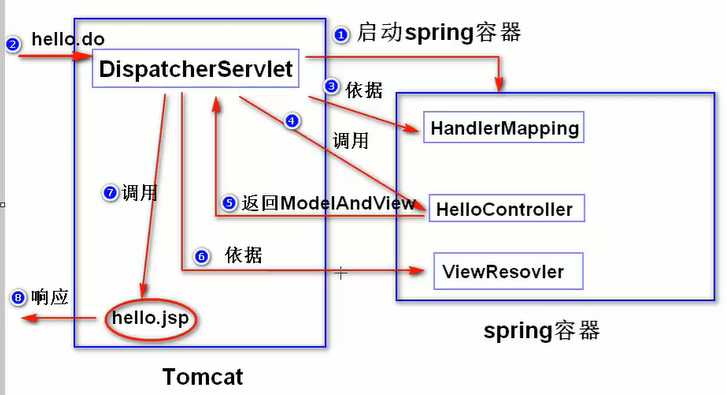 2 hello.do
1 启动spring容器
DispatcherServlet
3 依据
HandlerMapping
4 调用
7 调用
5 返回ModelAndView
HelloController
6 依据
ViewResovler
8 响应
hello.jsp
spring容器
Tomcat